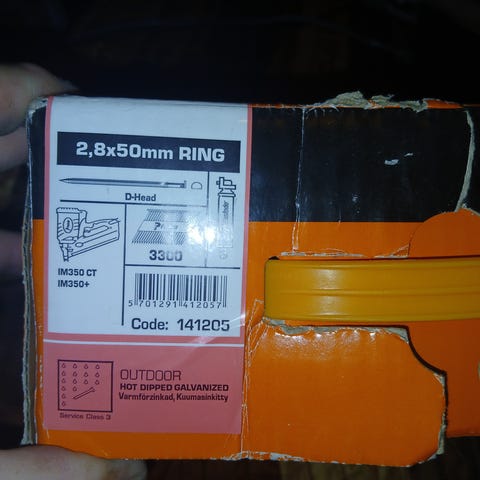 2,8x50mm RING
D-Head
3300
IM350 CT
IM350+
5 701291 412057
Code: 141205
OUTDOOR
HOT DIPPED GALVANIZED
Varmförzinkad, Kuumasinkitty
Service Class 3